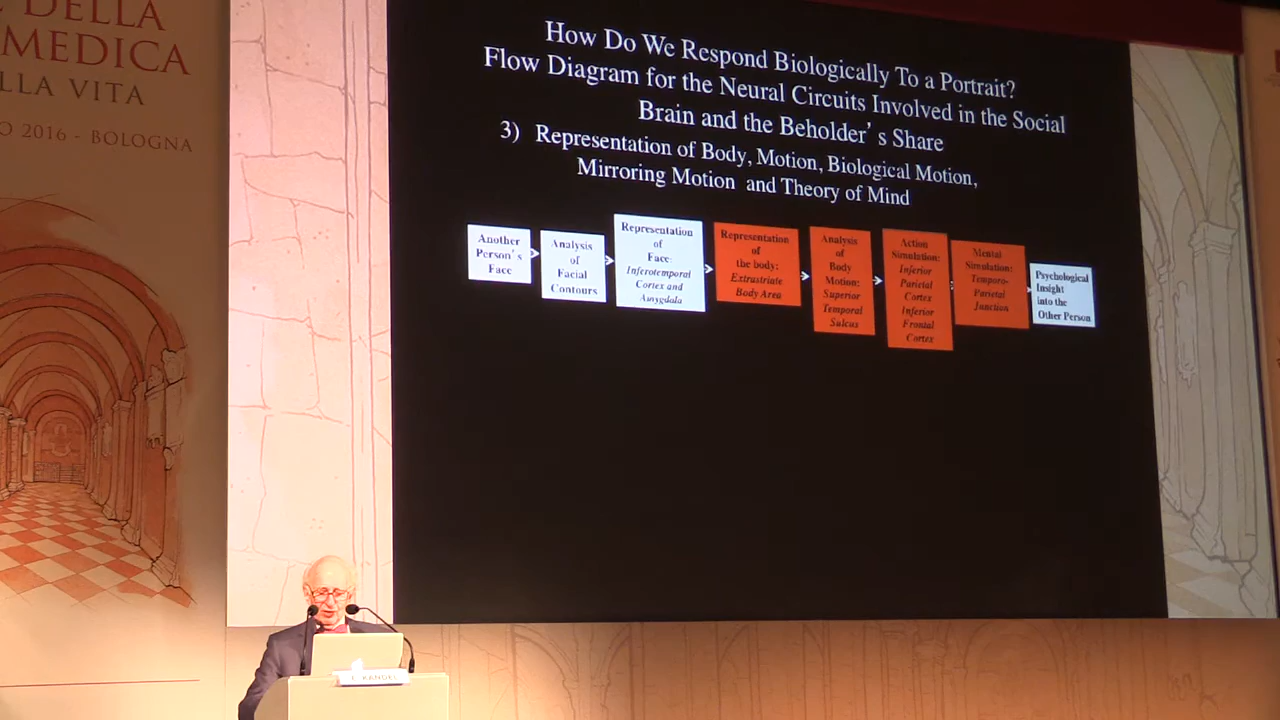 DELLA
MEDICA
LLA VITA
O 2016 - BOLOGNA
How Do We Respond Biologically To a Portrait?
Flow Diagram for the Neural Circuits Involved in the Social
Brain and the Beholder's Share
3) Representation of Body, Motion, Biological Motion,
Mirroring Motion and Theory of Mind
Another
Person's
Face
Analysis
of
Facial
Contours
Representation
of
Face:
Inferotemporal
Cortex and
Amygdala
Representation
of
the body:
Extrastriate
Body Area
Analysis
of
Body
Motion:
Superior
Temporal
Sulcus
Action
Simulation:
Inferior
Parietal
Cortex
Inferior
Frontal
Cortex
Mental
Simulation:
Temporo-
Parietal
Junction
Psychological
Insight
into the
Other Person
E. KANDEL